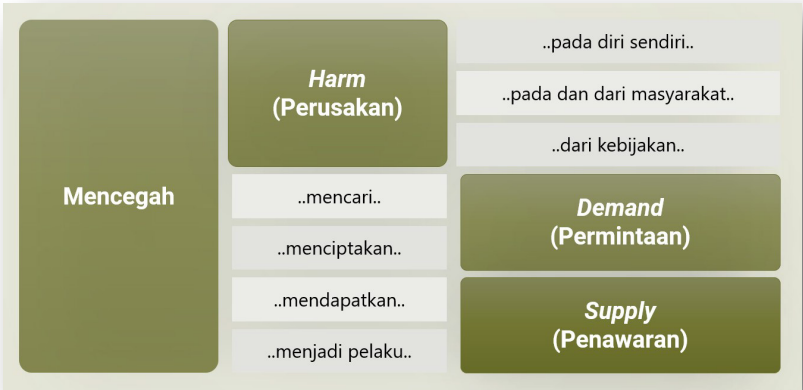 Mencegah
Harm
(Perusakan)
..pada diri sendiri..
..pada dan dari masyarakat..
..dari kebijakan..
..mencari..
..menciptakan..
..mendapatkan..
..menjadi pelaku..
Demand
(Permintaan)
Supply
(Penawaran)